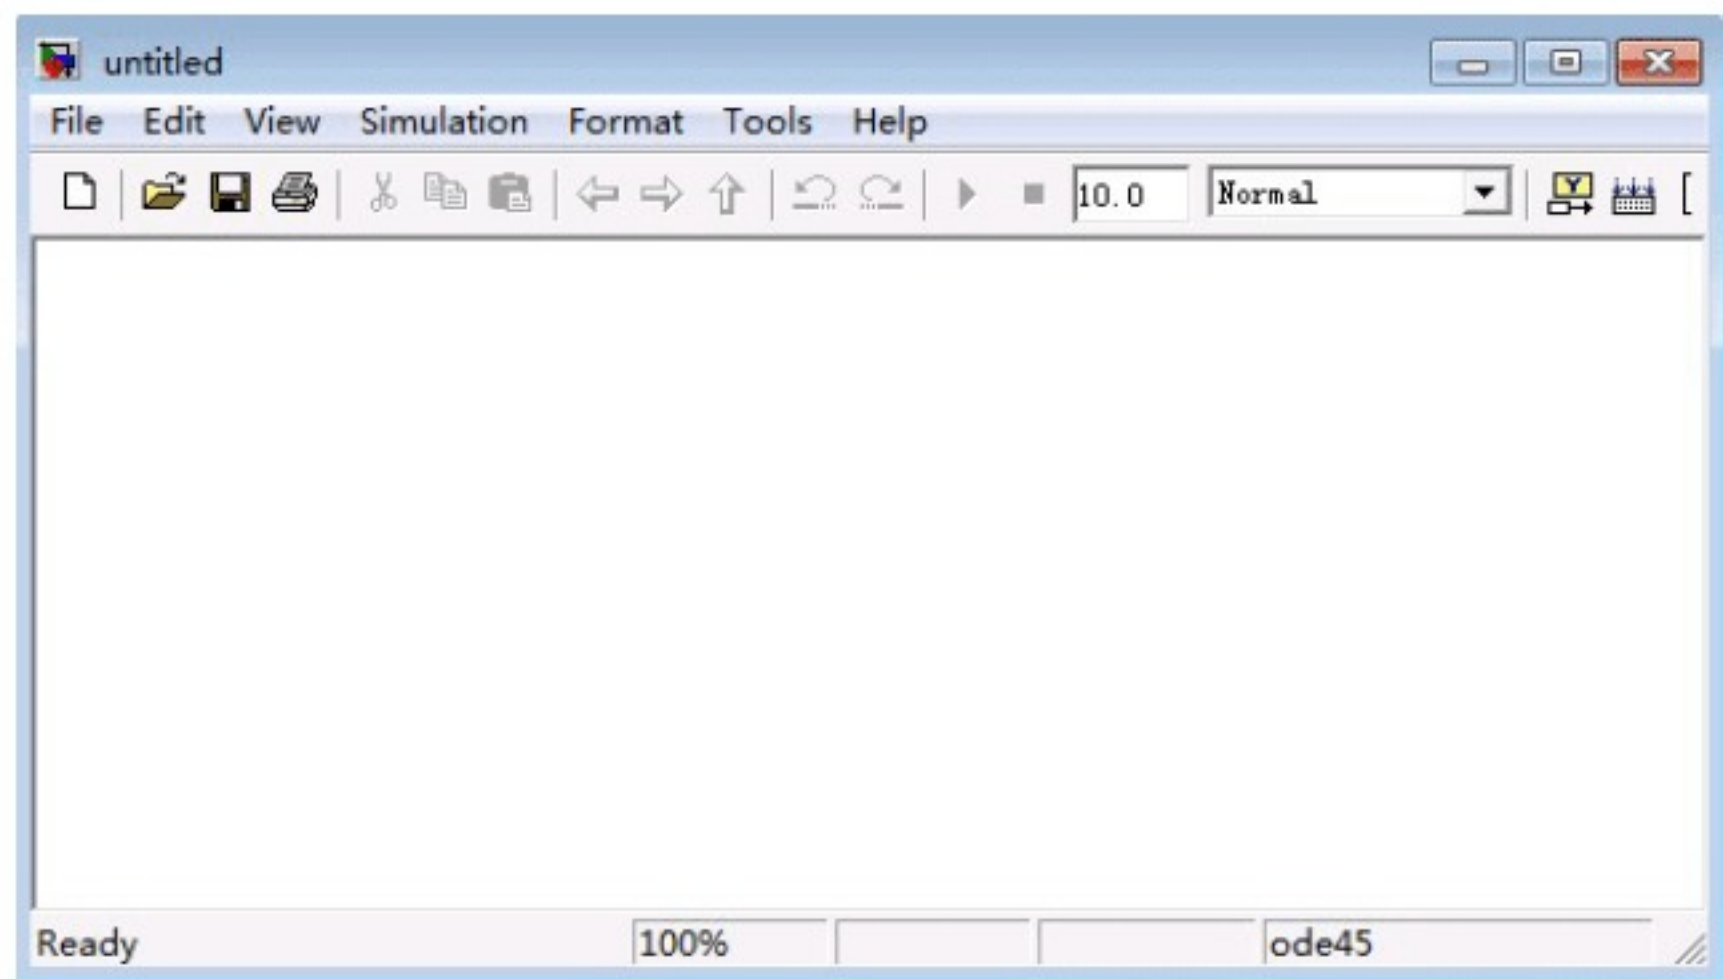 untitled
File Edit View Simulation Format Tools Help
10.0 Normal
Ready 100% ode45